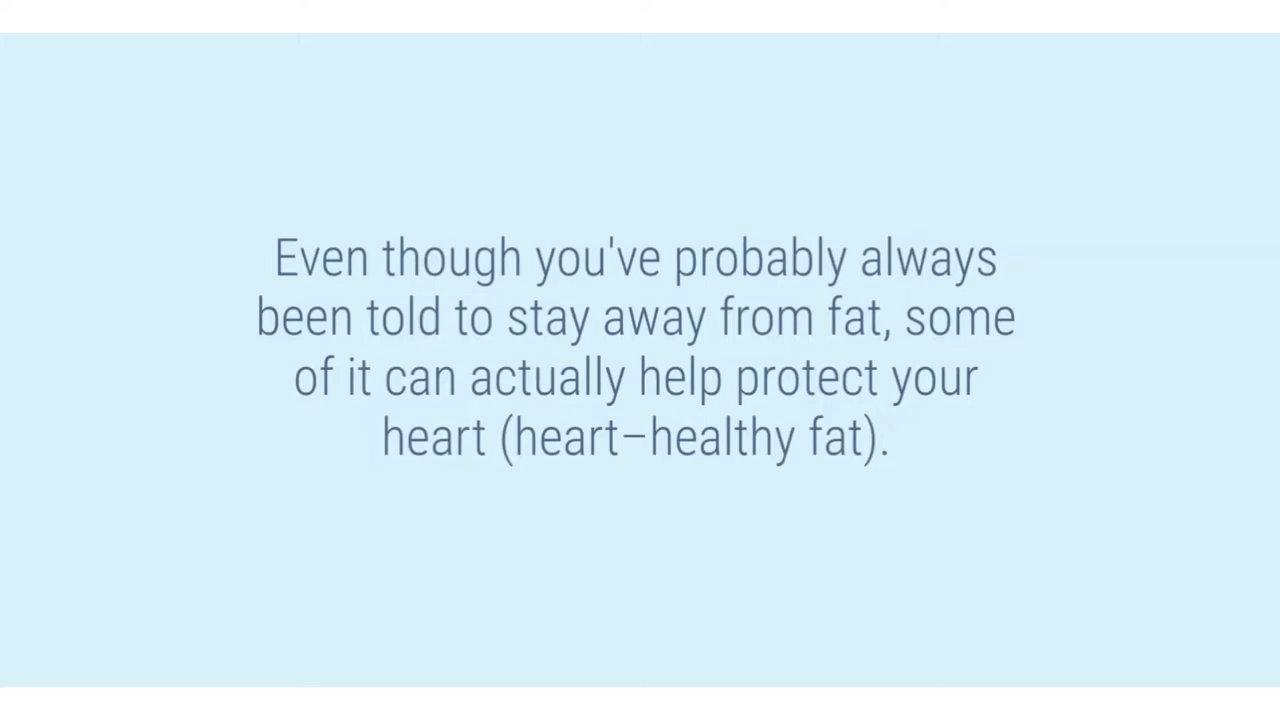 Even though you've probably always
been told to stay away from fat, some
of it can actually help protect your
heart (heart–healthy fat).